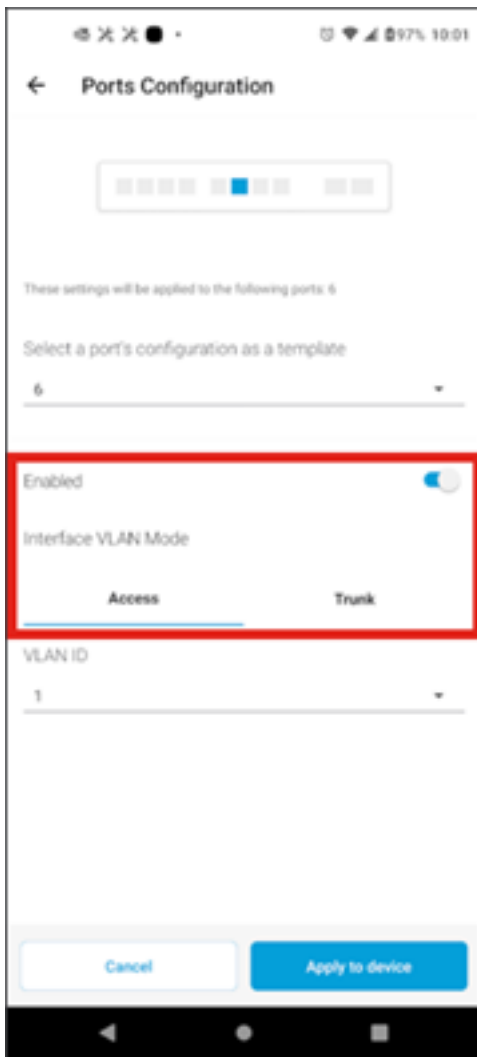 97% 10:01
Ports Configuration
These settings will be applied to the following ports: 6
Select a port's configuration as a template
6
Enabled
Interface VLAN Mode
Access Trunk
VLAN ID
1
Cancel Apply to device